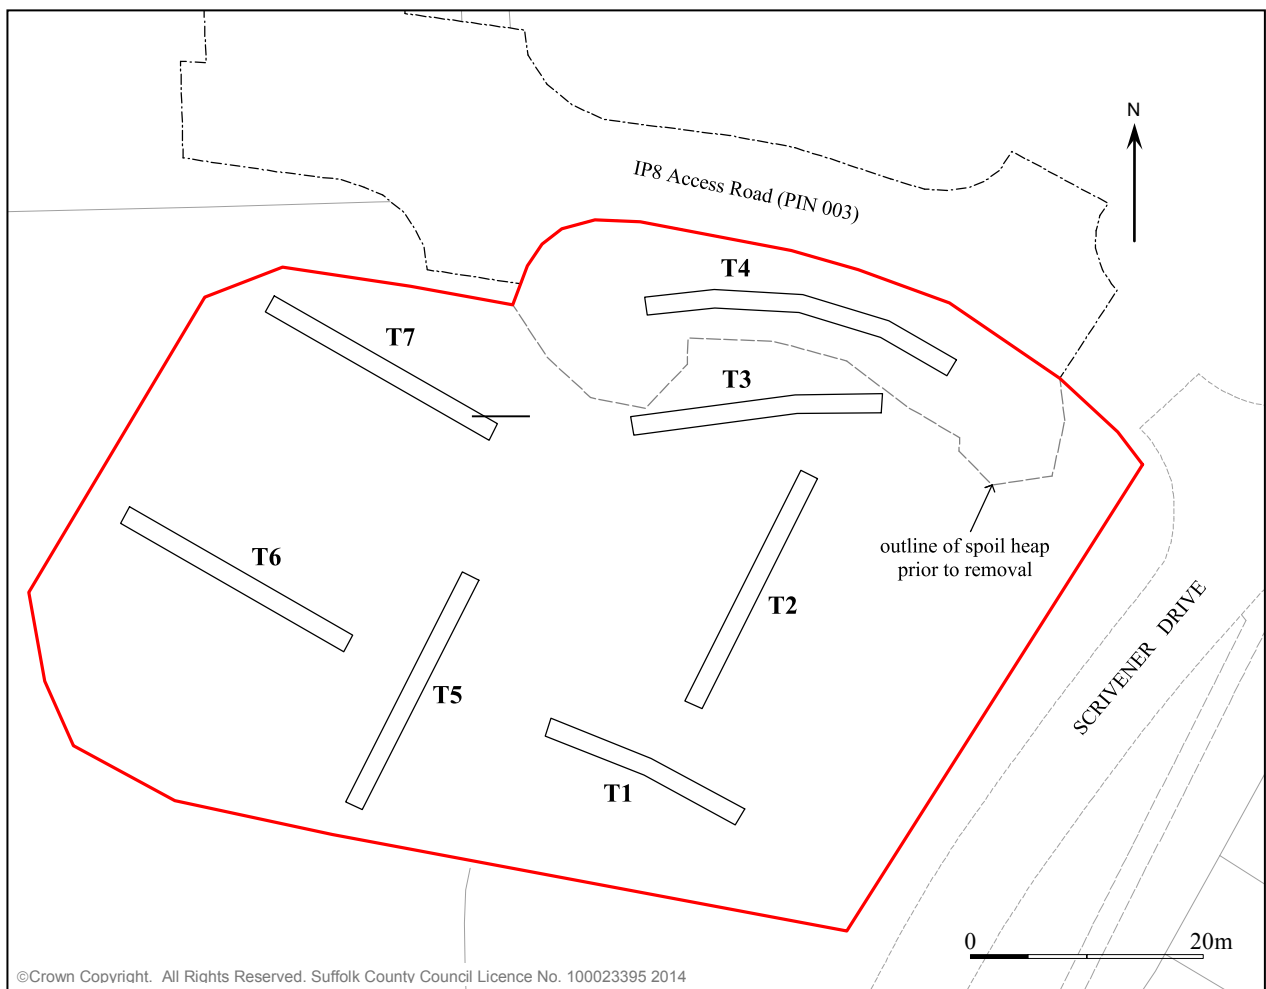 N
IP8 Access Road (PIN 003)
T4
T7
T3
outline of spoil heap
prior to removal
T6
T2
SCRIVENER DRIVE
T5
T1
0 20m
©Crown Copyright. All Rights Reserved. Suffolk County Council Licence No. 100023395 2014